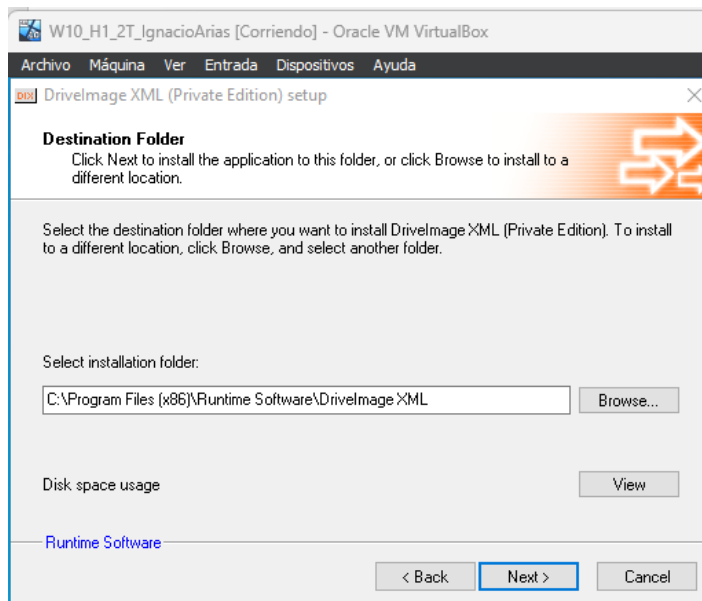 W10_H1_2T_IgnacioArias [Corriendo] - Oracle VM VirtualBox
Archivo Máquina Ver Entrada Dispositivos Ayuda
DIX DriveImage XML (Private Edition) setup
Destination Folder
Click Next to install the application to this folder, or click Browse to install to a
different location.
Select the destination folder where you want to install DriveImage XML (Private Edition). To install
to a different location, click Browse, and select another folder.
Select installation folder:
C:\Program Files (x86)\Runtime Software\DriveImage XML
Browse...
Disk space usage
View
Runtime Software
< Back Next > Cancel